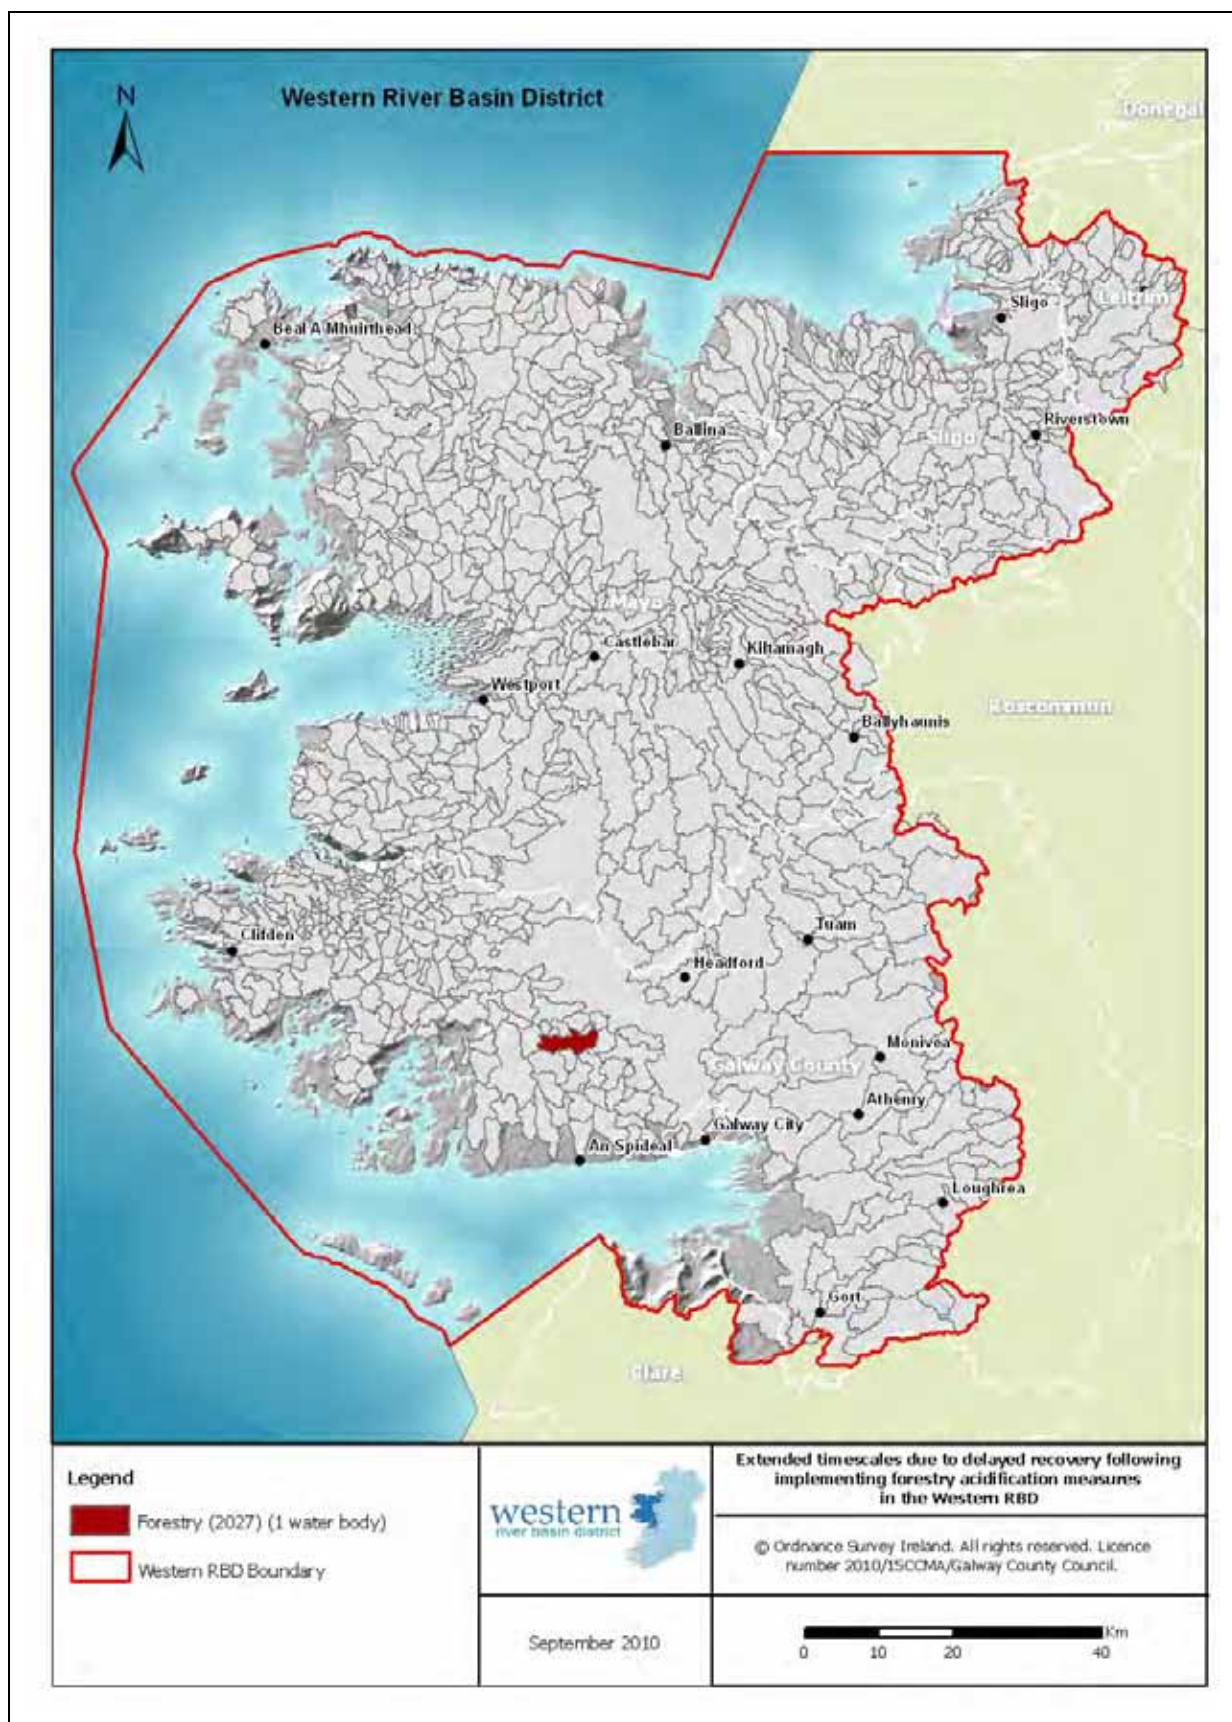 Western River Basin District
N
Donegal
Leitrim
Sligo
Beal A Mhuirthead
Riverstown
Ballina
Sligo
Mayo
Castlebar
Kiltamagh
Westport
Roscommon
Ballyhaunis
Tuam
Clifden
Headford
Monivea
Galway County
Athenry
Galway City
An Spideal
Loughrea
Gort
Clare
Legend
Forestry (2027) (1 water body)
Western RBD Boundary
western
river basin district
September 2010
Extended timescales due to delayed recovery following
implementing forestry acidification measures
in the Western RBD
© Ordnance Survey Ireland. All rights reserved. Licence
number 2010/15CCMA/Galway County Council.
Km
0 10 20 40